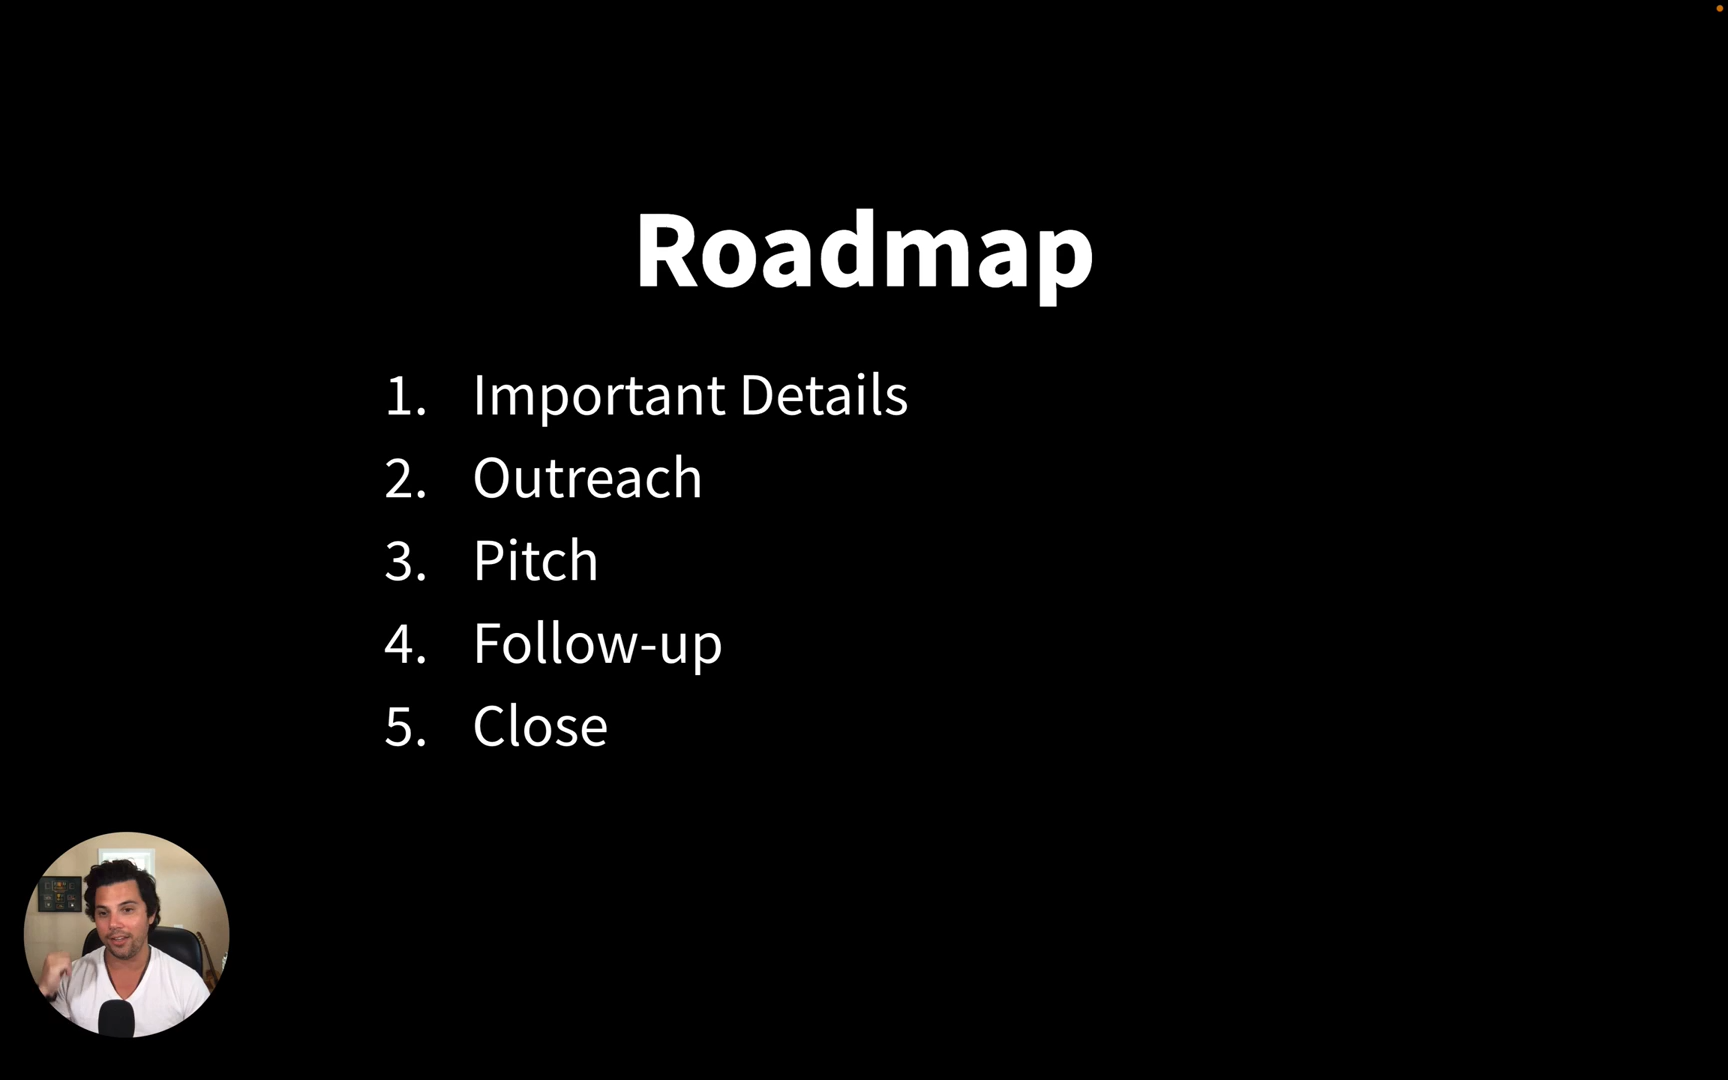 Roadmap
1. Important Details
2. Outreach
3. Pitch
4. Follow-up
5. Close